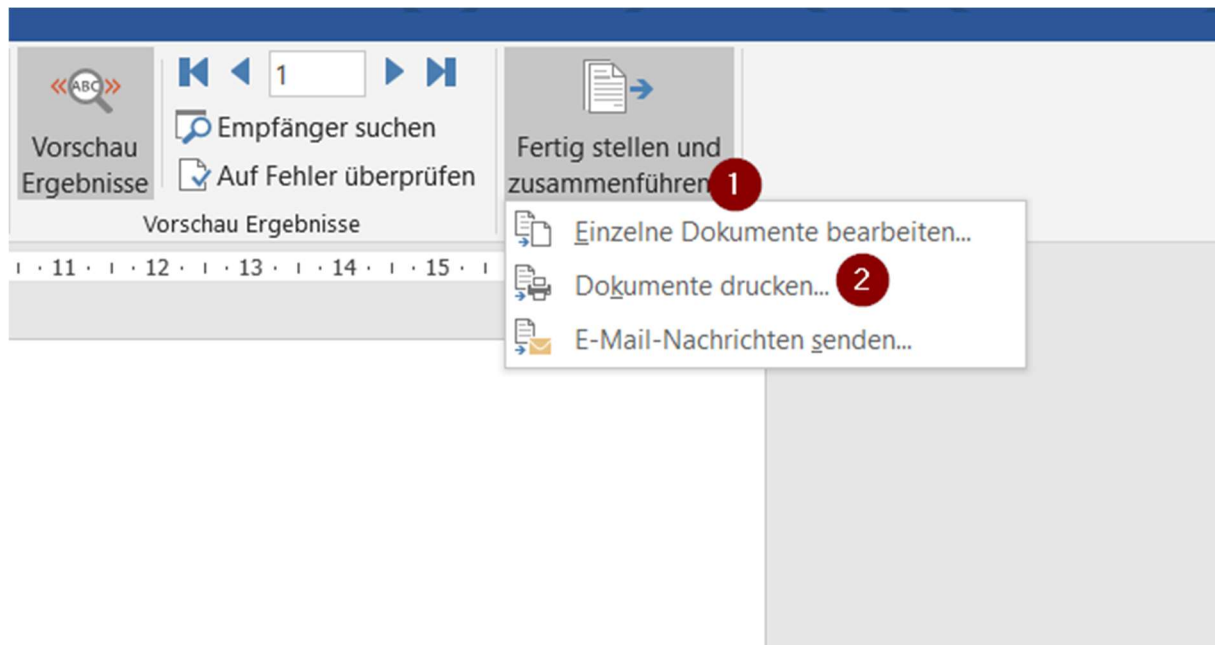 «ABC»
Vorschau
Ergebnisse
1
Empfänger suchen
Auf Fehler überprüfen
Vorschau Ergebnisse
Fertig stellen und
zusammenführen
1
Einzelne Dokumente bearbeiten...
Dokumente drucken...
2
E-Mail-Nachrichten senden...
11 · 12 · 13 · 14 · 15